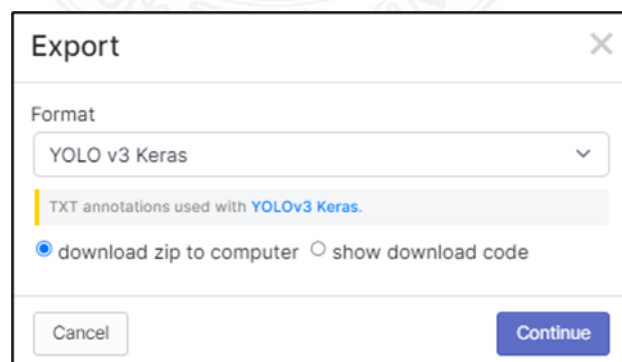 Export
Format
YOLO v3 Keras
TXT annotations used with YOLOv3 Keras.
download zip to computer show download code
Cancel Continue